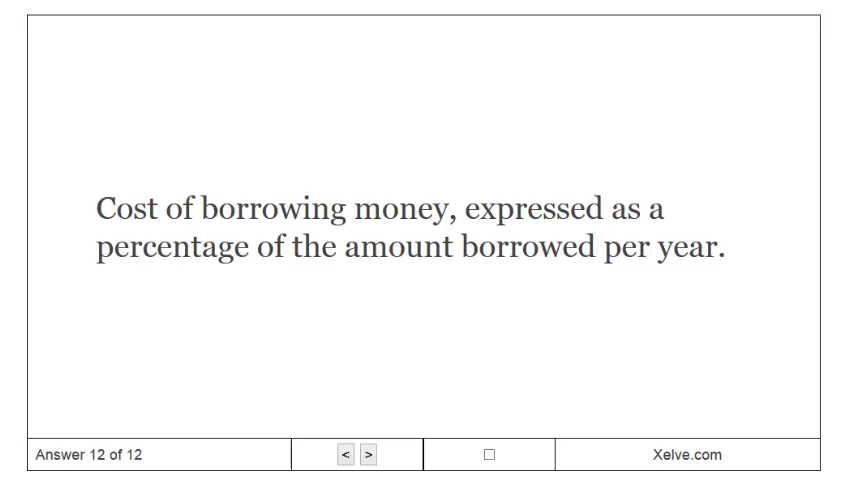 Cost of borrowing money, expressed as a
percentage of the amount borrowed per year.
Answer 12 of 12
<
>
Xelve.com